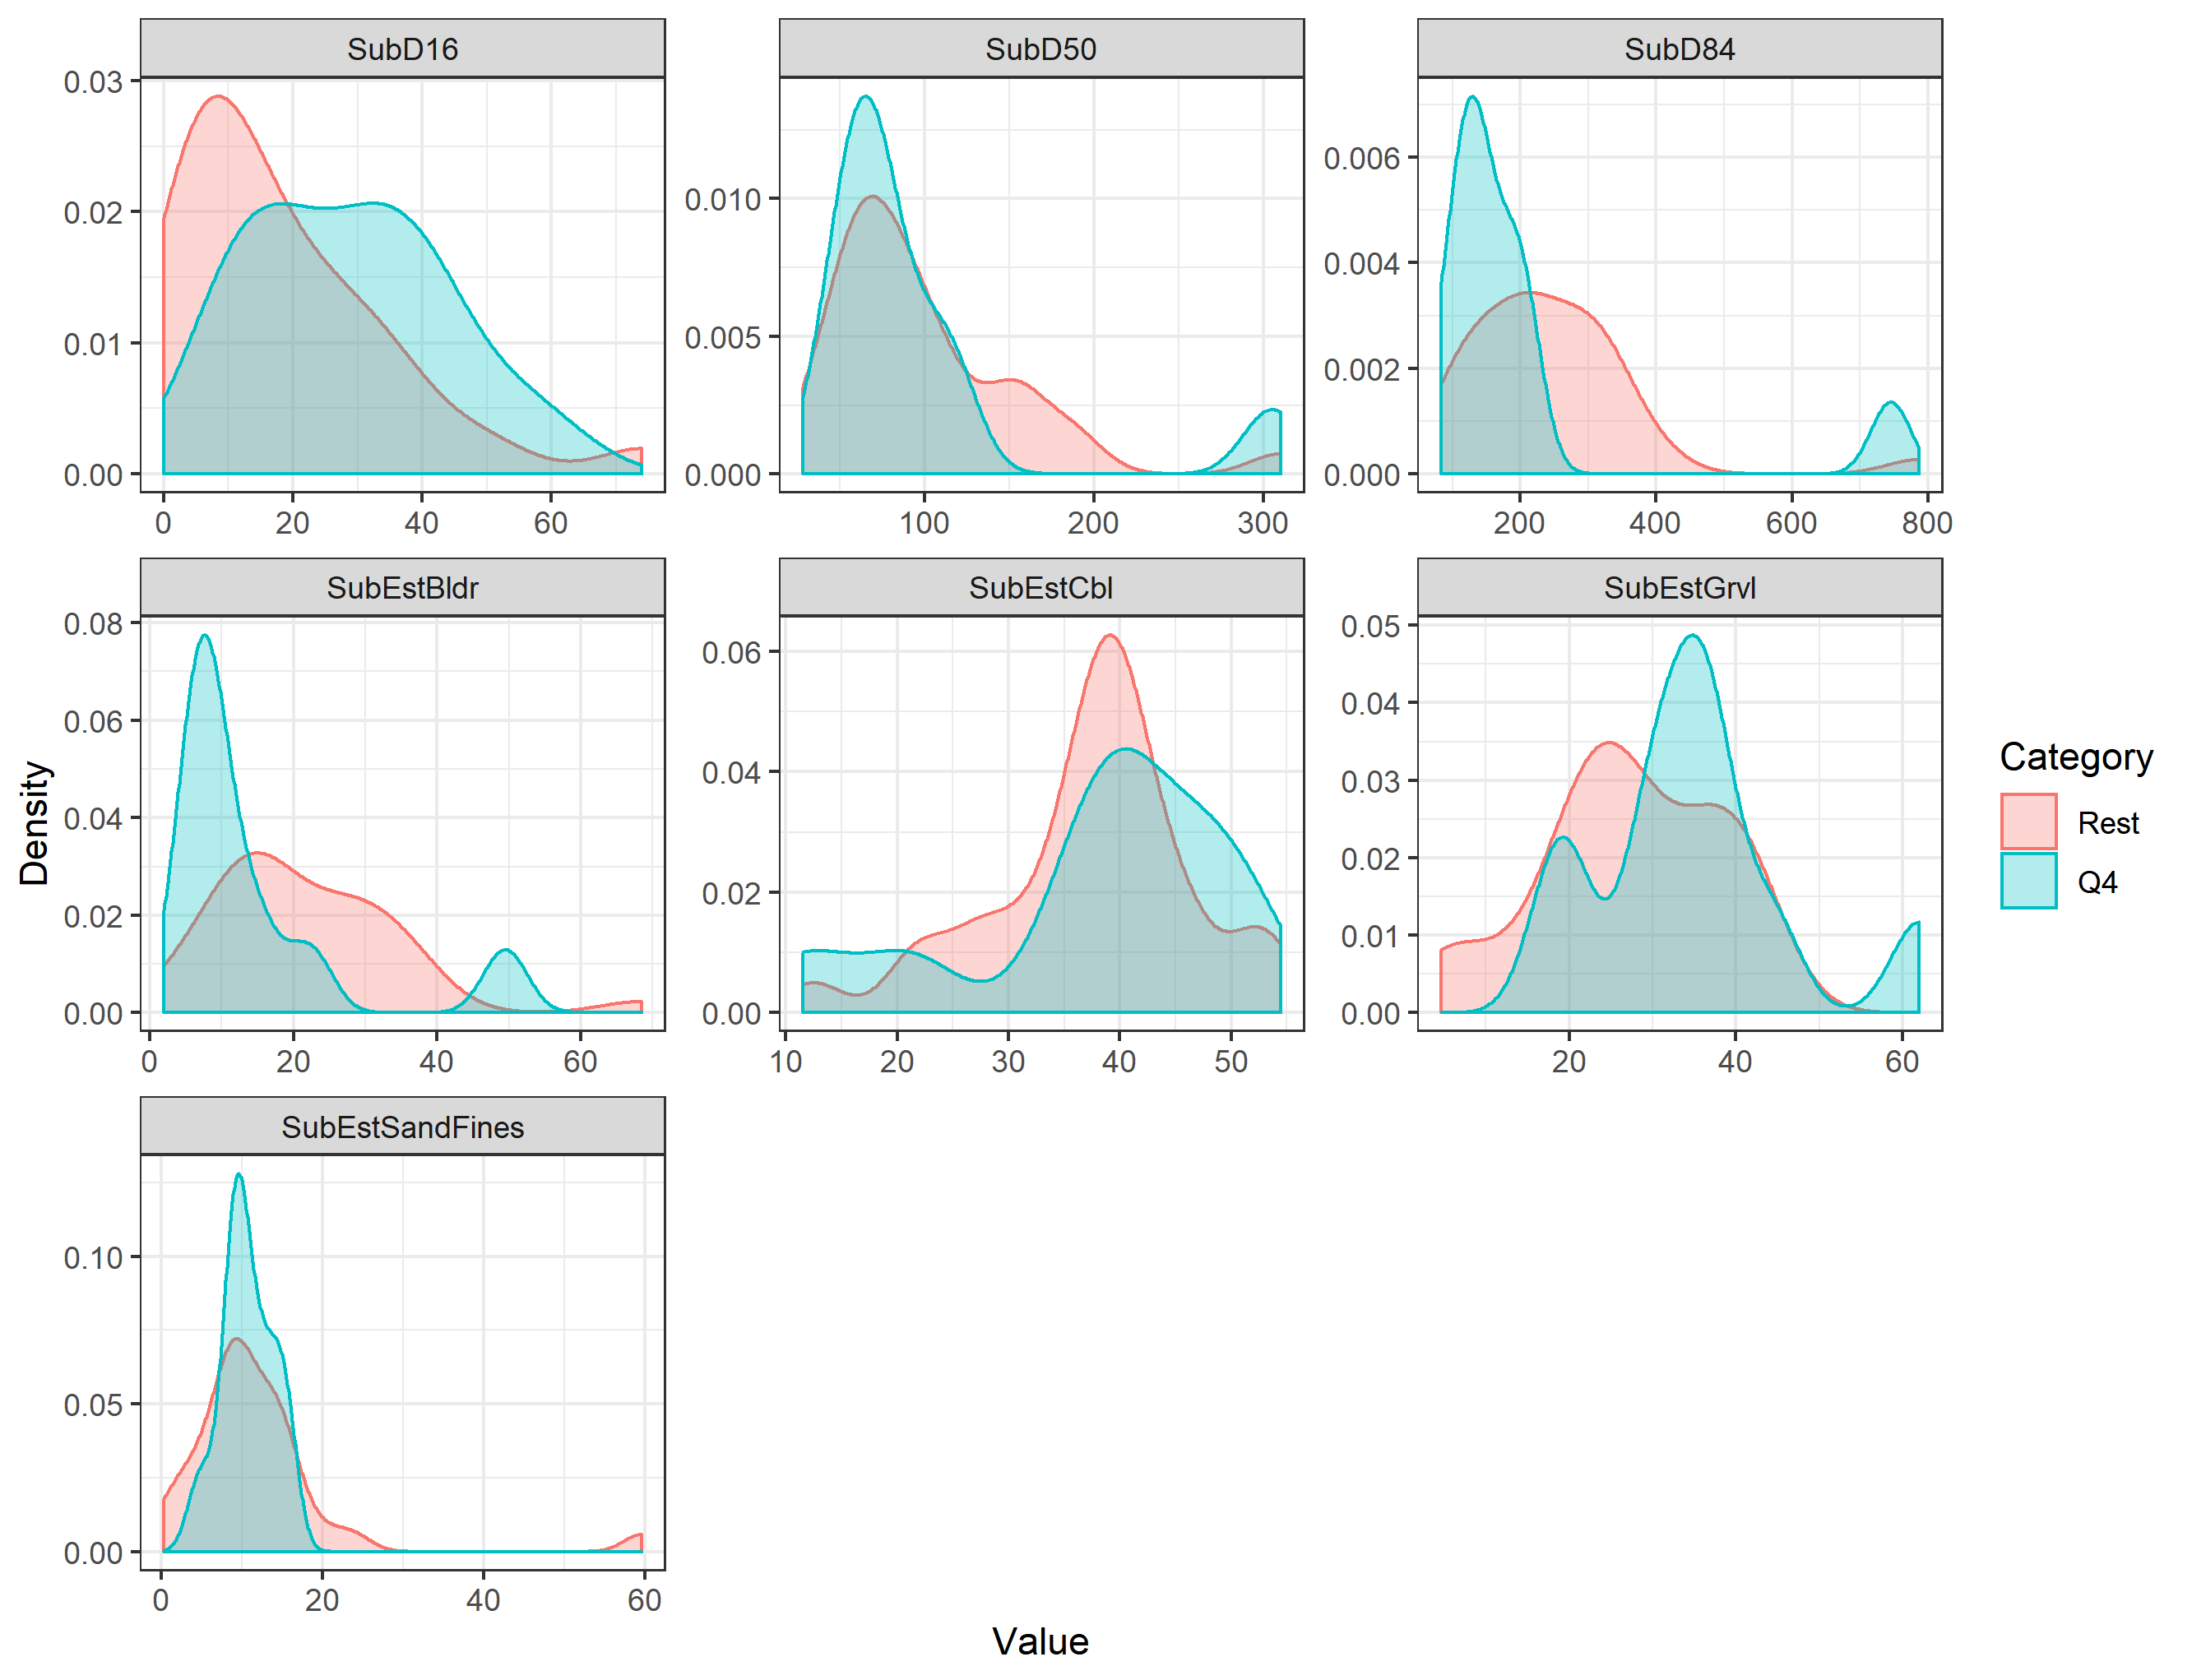 SubD16
SubD50
SubD84
0.03
0.02
0.01
0.00
0 20 40 60
0.010
0.005
0.000
100 200 300
0.006
0.004
0.002
0.000
200 400 600 800
SubEstBldr
SubEstCbl
SubEstGrvl
0.08
0.06
0.04
0.02
0.00
0 20 40 60
0.06
0.04
0.02
0.00
10 20 30 40 50
0.05
0.04
0.03
0.02
0.01
0.00
20 40 60
SubEstSandFines
0.10
0.05
0.00
0 20 40 60
Density
Value
Category
Rest
Q4